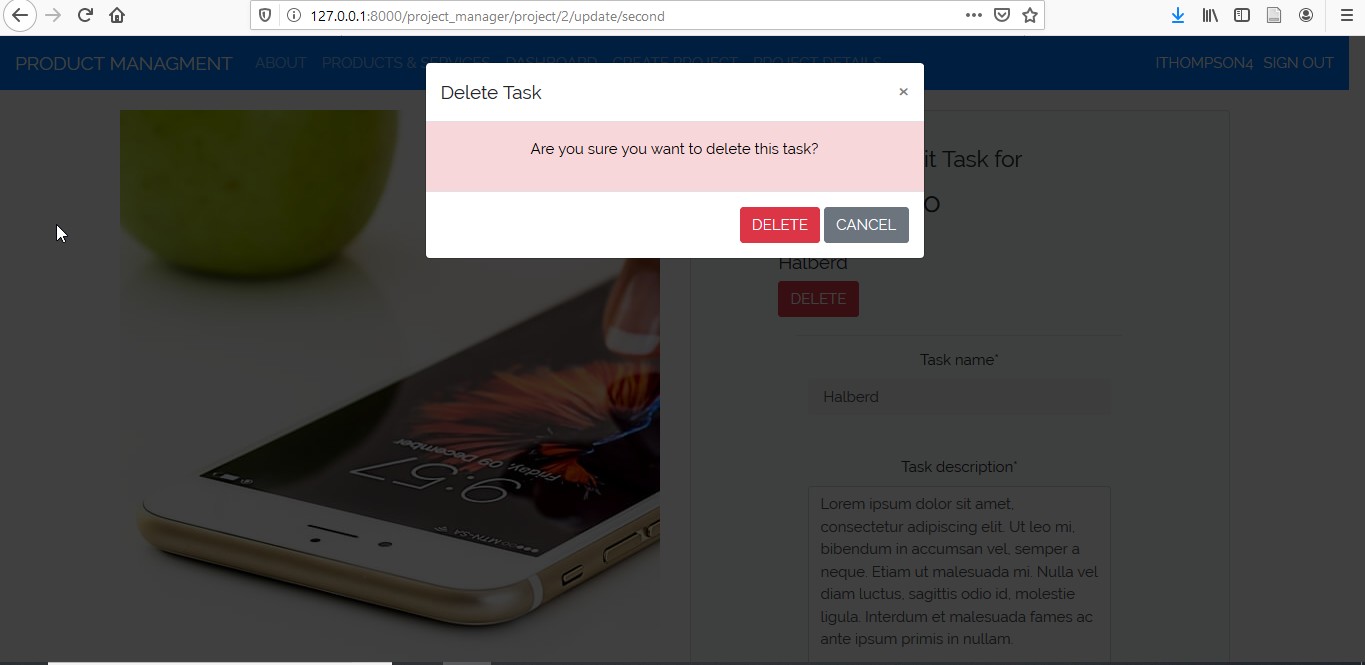 127.0.0.1:8000/project_manager/project/2/update/second
PRODUCT MANAGMENT ABOUT PRODUCTS & SERVICES DASHBOARD CREATE PROJECT PROJECT DETAILS ITHOMPSON4 SIGN OUT
Delete Task ×
Are you sure you want to delete this task?
DELETE CANCEL
it Task for
o
Halberd
DELETE
Task name*
Halberd
Task description*
Lorem ipsum dolor sit amet,
consectetur adipiscing elit. Ut leo mi,
bibendum in accumsan vel, semper a
neque. Etiam ut malesuada mi. Nulla vel
diam luctus, sagittis odio id, molestie
ligula. Interdum et malesuada fames ac
ante ipsum primis in nullam.
9:57
Friday, 09 December
MTN-SA